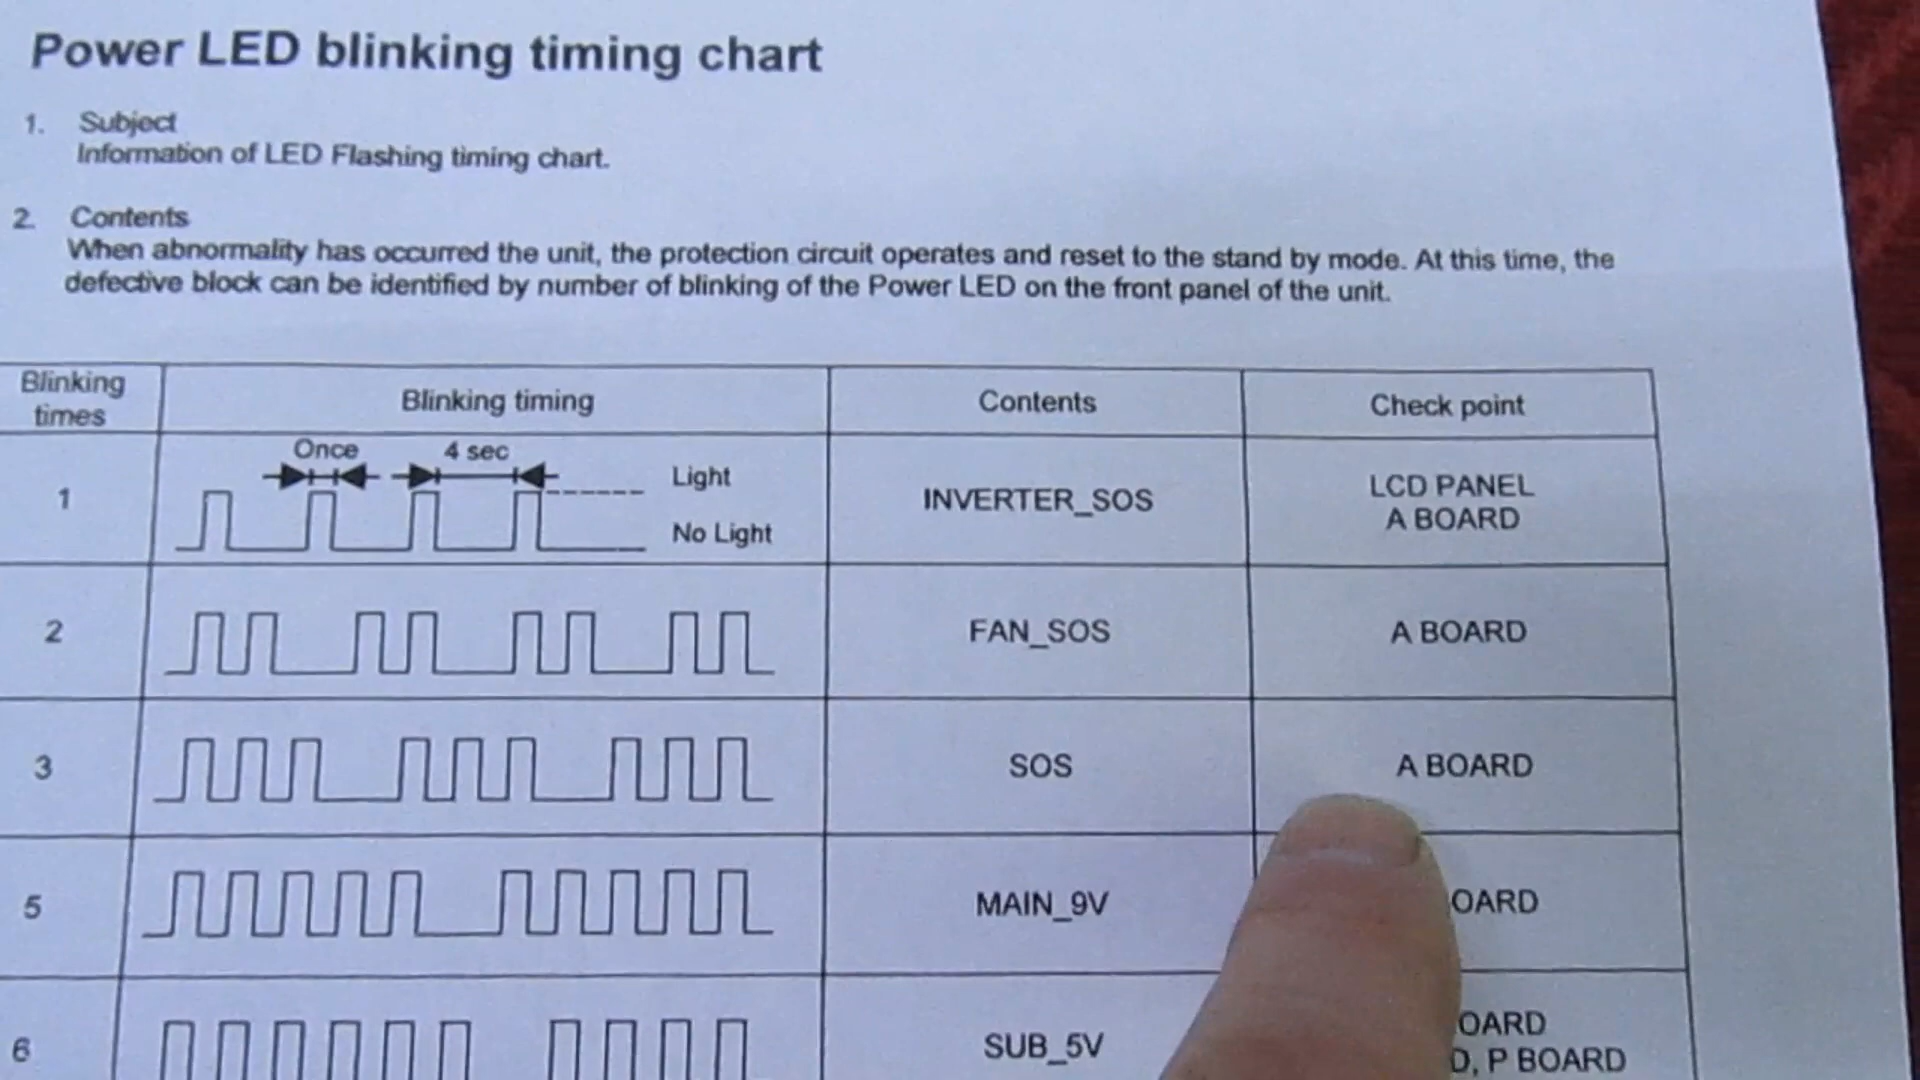 Power LED blinking timing chart
1. Subject
Information of LED Flashing timing chart.
2. Contents
When abnormality has occurred the unit, the protection circuit operates and reset to the stand by mode. At this time, the
defective block can be identified by number of blinking of the Power LED on the front panel of the unit.
Blinking times
Blinking timing
Contents
Check point
1
Once
4 sec
Light
No Light
INVERTER_SOS
LCD PANEL
A BOARD
2
FAN_SOS
A BOARD
3
SOS
A BOARD
5
MAIN_9V
OARD
6
SUB_5V
OARD
D, P BOARD